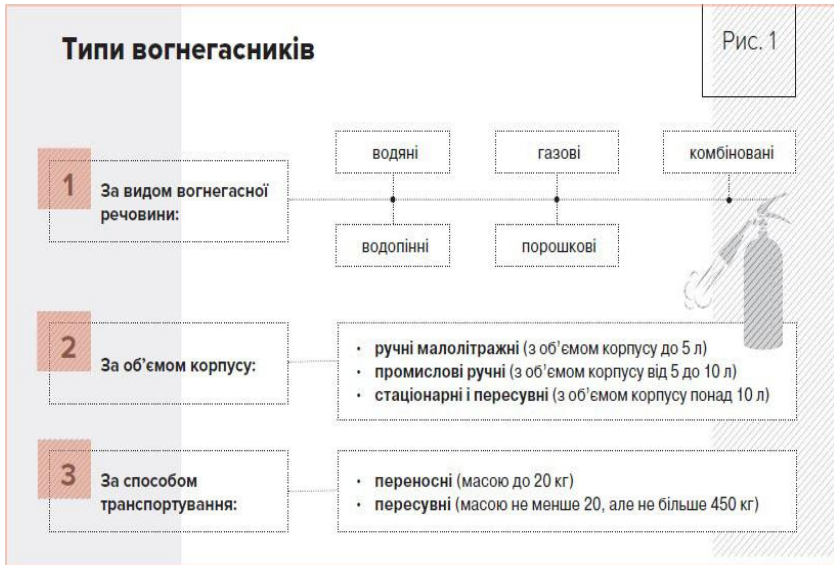 Типи вогнегасників
Рис. 1
1
За видом вогнегасної
речовини:
водяні
газові
комбіновані
водопінні
порошкові
2
За об’ємом корпусу:
• ручні малолітражні (з об’ємом корпусу до 5 л)
• промислові ручні (з об’ємом корпусу від 5 до 10 л)
• стаціонарні і пересувні (з об’ємом корпусу понад 10 л)
3
За способом
транспортування:
• переносні (масою до 20 кг)
• пересувні (масою не менше 20, але не більше 450 кг)